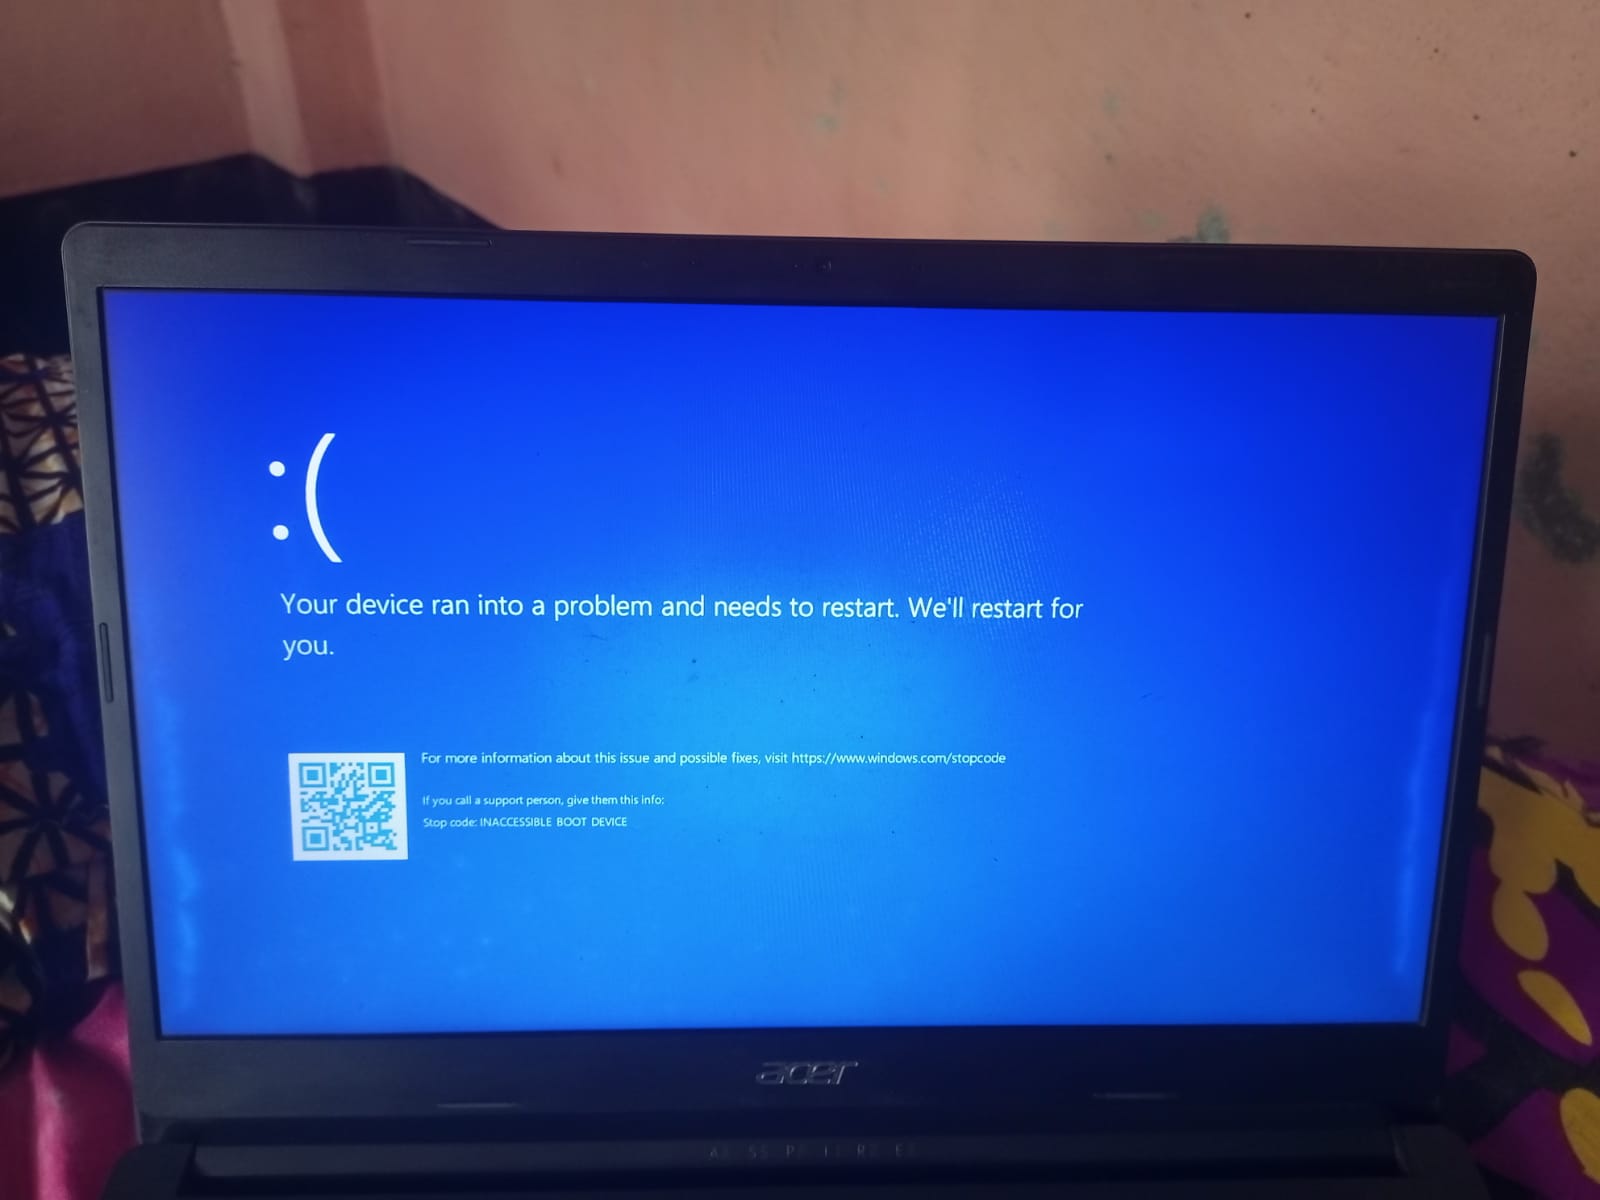 :(
Your device ran into a problem and needs to restart. We'll restart for
you.
For more information about this issue and possible fixes, visit https://www.windows.com/stopcode
If you call a support person, give them this info:
Stop code: INACCESSIBLE BOOT DEVICE
acer